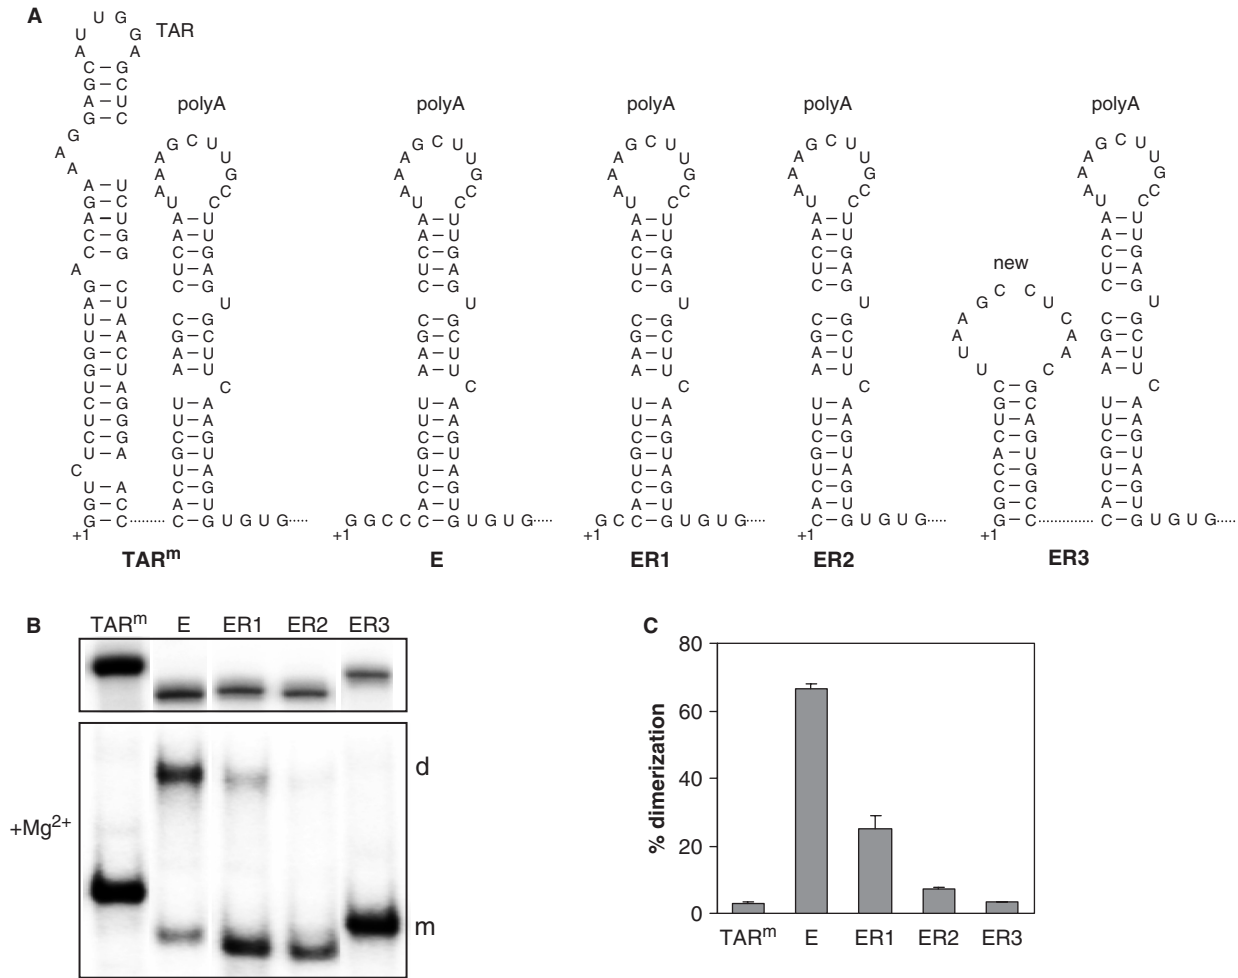 A
U G
U G TAR
A A
C – G
G – C
A – U polyA polyA polyA polyA polyA
G – C
G G C U G C U G C U G C U G C U
A A U A U A U A U A U
A A G A G A G A G A G
A A C A C A C A C A C
A – U U C U C U C U C U C
G – C A – U A – U A – U A – U A – U
A – G A – U A – U A – U A – U A – U
C – G C – G C – G C – G C – G C – G
C U – A U – A U – A U – A new U – A
A
G – C C – G C – G C – G C – G C C C – G
A – U U U U U G U U
U – A C – G C – G C – G C – G A C C – G
U – A G – C G – C G – C G – C A A G – C
G – C A – U A – U A – U A – U U A A – U
G – U A – U A – U A – U A – U U C A – U
U – A C C C C C – G C
C – G U – A U – A U – A U – A G – C U – A
U – G U – A U – A U – A U – A U – A U – A
C – G C – G C – G C – G C – G C – G C – G
U – A G – U G – U G – U G – U A – U G – U
C U – A U – A U – A U – A C – G U – A
U – A C – G C – G C – G C – G C – G C – G
G – C A – U A – U A – U A – U G – C A – U
G – C C – G U G U G G G C C C – G U G U G G C C – G U G U G C – G U G U G G – C C – G U G U G
+1 +1 +1 +1 +1
TARm E ER1 ER2 ER3
B
TARm E ER1 ER2 ER3
+Mg2+
d
m
C
% dimerization
80
60
40
20
0
TARm E ER1 ER2 ER3